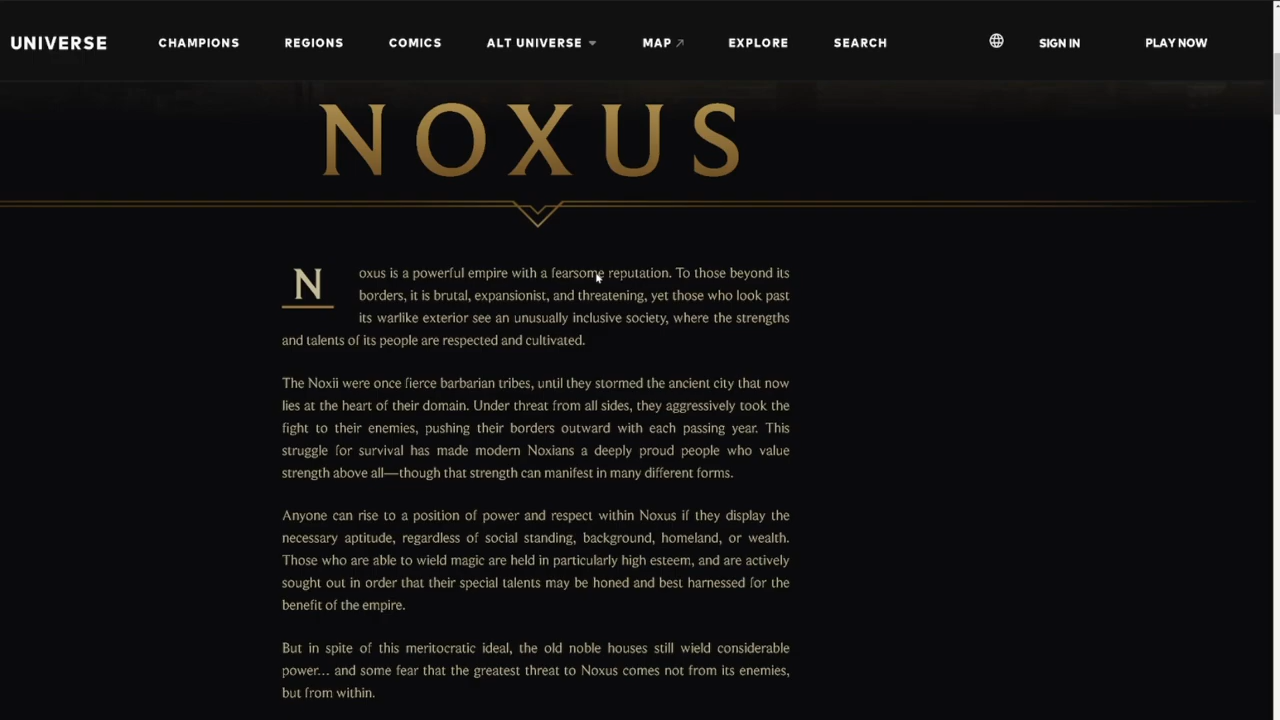 UNIVERSE CHAMPIONS REGIONS COMICS ALT UNIVERSE MAP EXPLORE SEARCH SIGN IN PLAY NOW
NOXUS
Noxus is a powerful empire with a fearsome reputation. To those beyond its
borders, it is brutal, expansionist, and threatening, yet those who look past
its warlike exterior see an unusually inclusive society, where the strengths
and talents of its people are respected and cultivated.
The Noxii were once fierce barbarian tribes, until they stormed the ancient city that now
lies at the heart of their domain. Under threat from all sides, they aggressively took the
fight to their enemies, pushing their borders outward with each passing year. This
struggle for survival has made modern Noxians a deeply proud people who value
strength above all—though that strength can manifest in many different forms.
Anyone can rise to a position of power and respect within Noxus if they display the
necessary aptitude, regardless of social standing, background, homeland, or wealth.
Those who are able to wield magic are held in particularly high esteem, and are actively
sought out in order that their special talents may be honed and best harnessed for the
benefit of the empire.
But in spite of this meritocratic ideal, the old noble houses still wield considerable
power... and some fear that the greatest threat to Noxus comes not from its enemies,
but from within.